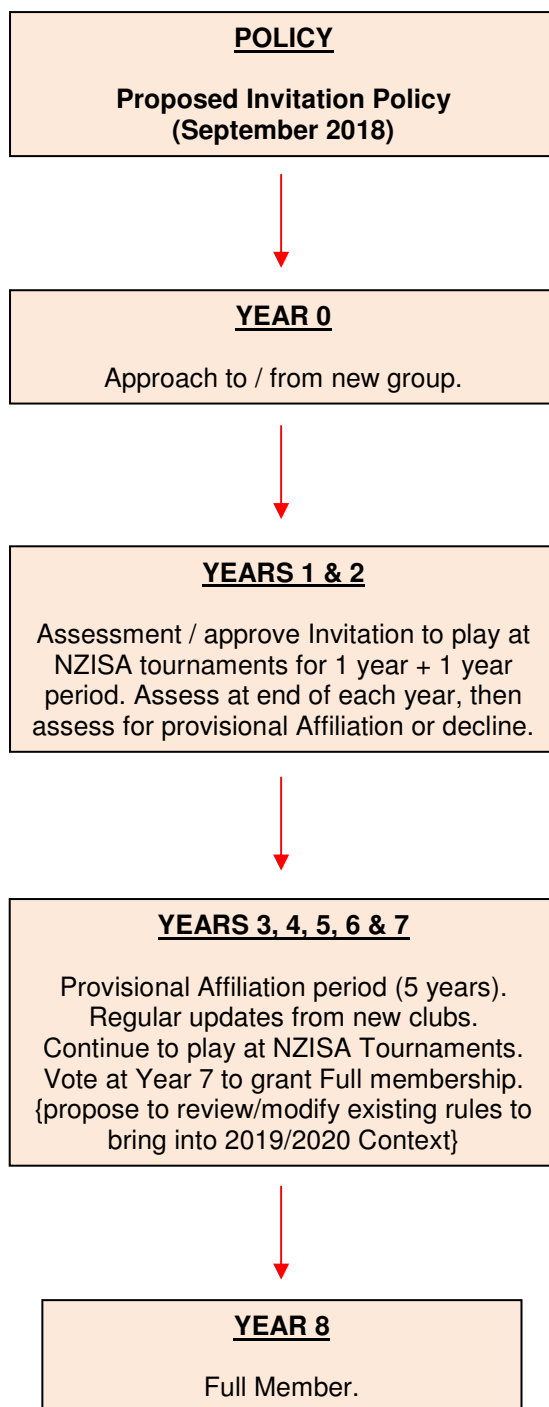 POLICY
Proposed Invitation Policy
(September 2018)
YEAR 0
Approach to / from new group.
YEARS 1 & 2
Assessment / approve Invitation to play at
NZISA tournaments for 1 year + 1 year
period. Assess at end of each year, then
assess for provisional Affiliation or decline.
YEARS 3, 4, 5, 6 & 7
Provisional Affiliation period (5 years).
Regular updates from new clubs.
Continue to play at NZISA Tournaments.
Vote at Year 7 to grant Full membership.
{propose to review/modify existing rules to
bring into 2019/2020 Context}
YEAR 8
Full Member.